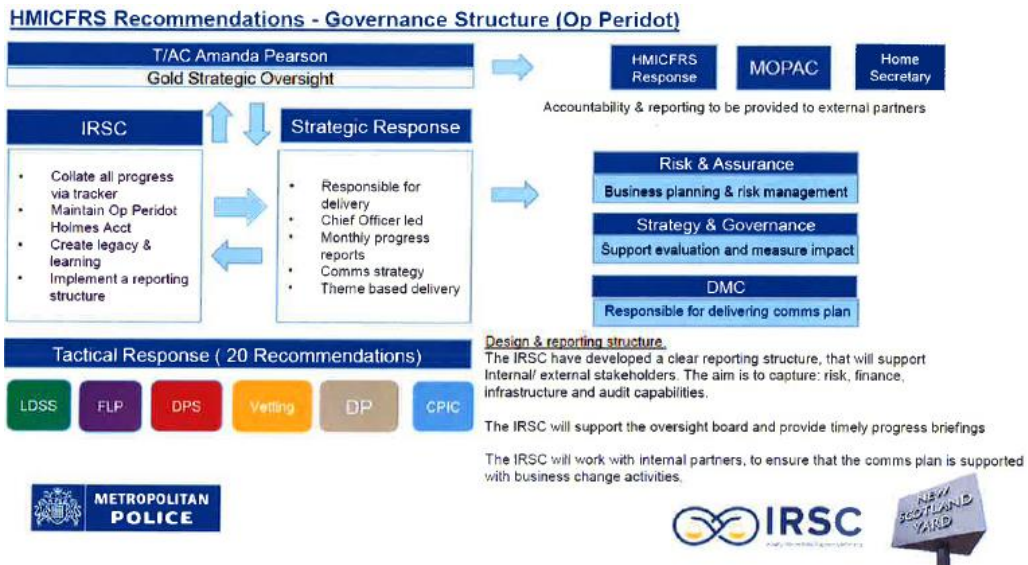 HMICFRS Recommendations - Governance Structure (Op Peridot)
T/AC Amanda Pearson
Gold Strategic Oversight
HMICFRS
Response
MOPAC
Home
Secretary
Accountability & reporting to be provided to external partners
IRSC
• Collate all progress
via tracker
• Maintain Op Peridot
Holmes Acct
• Create legacy &
learning
• Implement a reporting
structure
Strategic Response
• Responsible for
delivery
• Chief Officer led
• Monthly progress
reports
• Comms strategy
• Theme based delivery
Risk & Assurance
Business planning & risk management
Strategy & Governance
Support evaluation and measure impact
DMC
Responsible for delivering comms plan
Tactical Response ( 20 Recommendations)
LDSS
FLP
DPS
Vetting
DP
CPIC
Design & reporting structure.
The IRSC have developed a clear reporting structure, that will support
Internal/ external stakeholders. The aim is to capture: risk, finance,
infrastructure and audit capabilities.
The IRSC will support the oversight board and provide timely progress briefings
The IRSC will work with internal partners, to ensure that the comms plan is supported
with business change activities.
METROPOLITAN
POLICE
IRSC
NEW
SCOTLAND
YARD